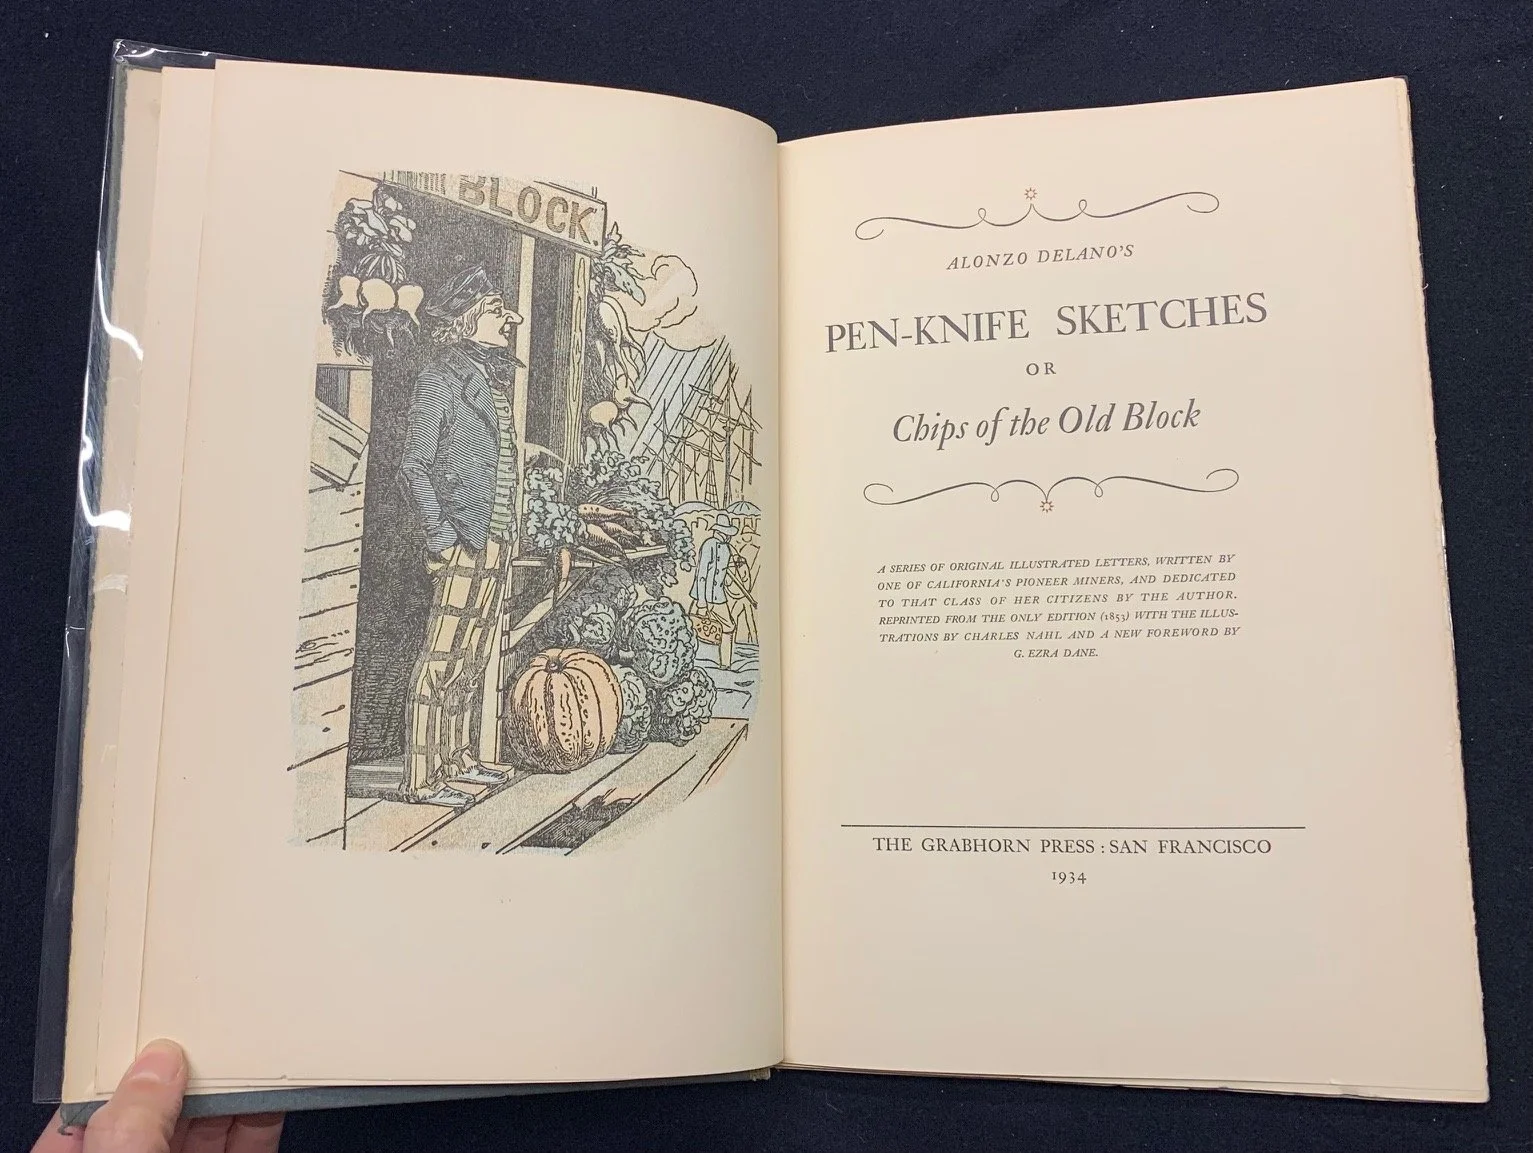 BLOCK.
ALONZO DELANO'S
PEN-KNIFE SKETCHES
OR
Chips of the Old Block
A SERIES OF ORIGINAL ILLUSTRATED LETTERS, WRITTEN BY
ONE OF CALIFORNIA'S PIONEER MINERS, AND DEDICATED
TO THAT CLASS OF HER CITIZENS BY THE AUTHOR.
REPRINTED FROM THE ONLY EDITION (1853) WITH THE ILLUS-
TRATIONS BY CHARLES NAHL AND A NEW FOREWORD BY
G. EZRA DANE.
THE GRABHORN PRESS : SAN FRANCISCO
1934